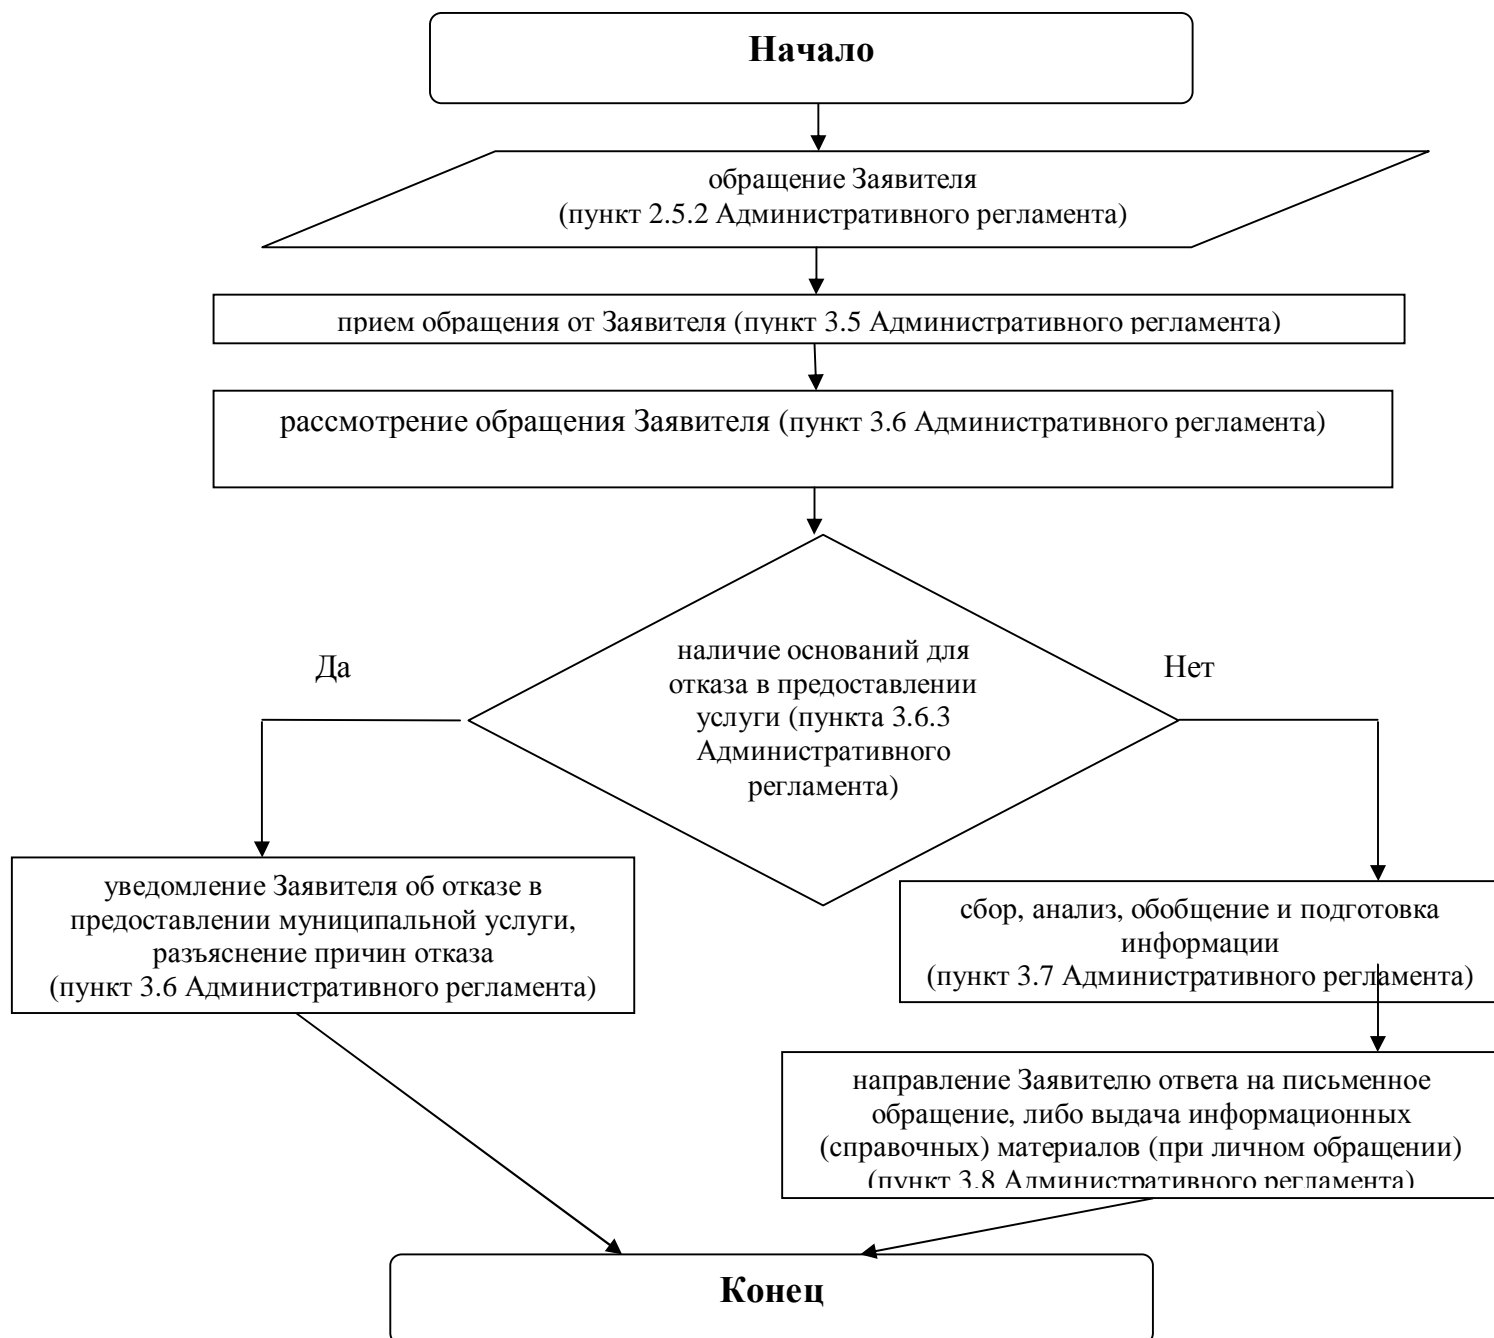 Начало
обращение Заявителя
(пункт 2.5.2 Административного регламента)
прием обращения от Заявителя (пункт 3.5 Административного регламента)
рассмотрение обращения Заявителя (пункт 3.6 Административного регламента)
Да
Нет
наличие оснований для
отказа в предоставлении
услуги (пункта 3.6.3
Административного
регламента)
уведомление Заявителя об отказе в
предоставлении муниципальной услуги,
разъяснение причин отказа
(пункт 3.6 Административного регламента)
сбор, анализ, обобщение и подготовка
информации
(пункт 3.7 Административного регламента)
направление Заявителю ответа на письменное
обращение, либо выдача информационных
(справочных) материалов (при личном обращении)
(пункт 3.8 Административного регламента)
Конец